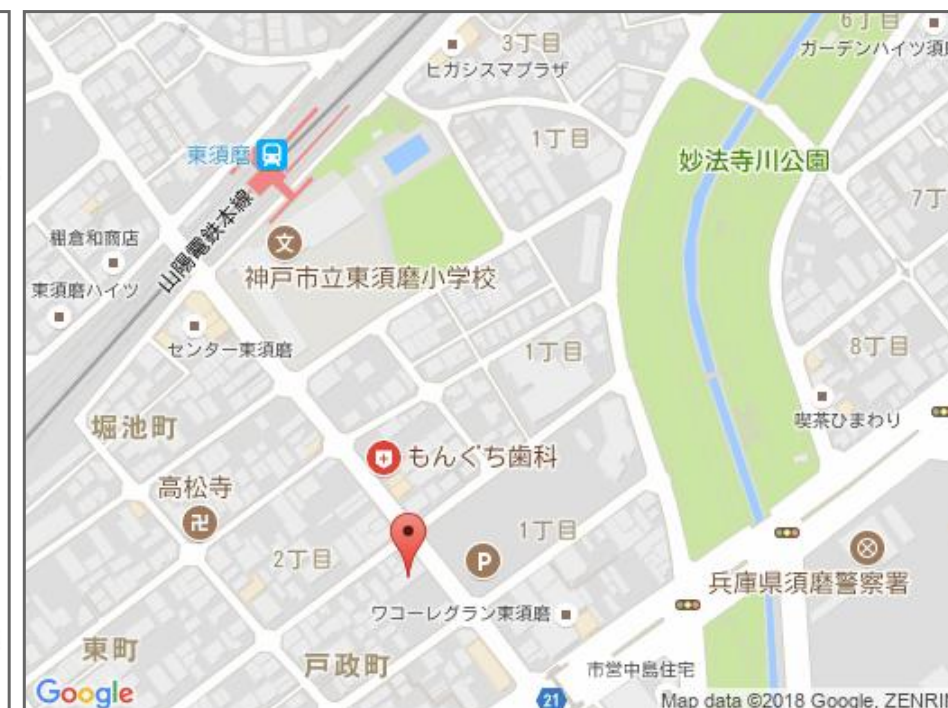 6丁目
ガーデンハイツ須
3丁目
ヒガシスマプラザ
1丁目
東須磨
妙法寺川公園
山陽電鉄本線
7丁
棚倉和商店
文
神戸市立東須磨小学校
東須磨ハイツ
センター東須磨
1丁目
8丁目
喫茶ひまわり
堀池町
もんぐち歯科
高松寺
卍
2丁目
1丁目
P
兵庫県須磨警察署
ワコーレグラン東須磨
東町
戸政町
市営中島住宅
Google
21
Map data ©2018 Google, ZENRIN